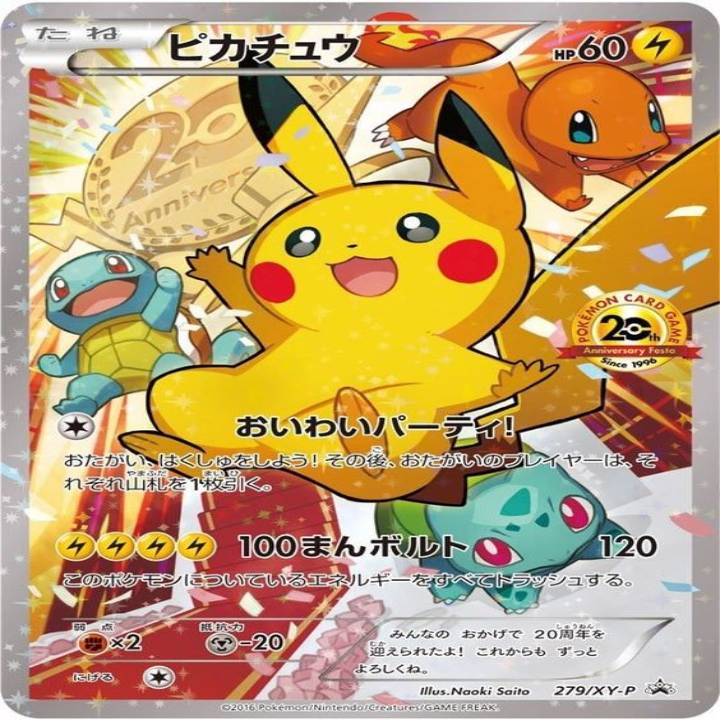 たね ピカチュウ HP60
20
Anniversary
POKÉMON CARD GAME
20th
Anniversary Festa
Since 1996
おいわいパーティ!
おたがい、はくしゅをしよう!その後、おたがいのプレイヤーは、そ
れぞれ山札を1枚引く。
100まんボルト 120
このポケモンについているエネルギーをすべてトラッシュする。
弱点 抵抗力
×2 -20
にげる
みんなの おかげで 20周年を
迎えられたよ! これからも ずっと
よろしくね。
Illus.Naoki Saito 279/XY-P
©2016 Pokémon/Nintendo/Creatures/GAME FREAK.